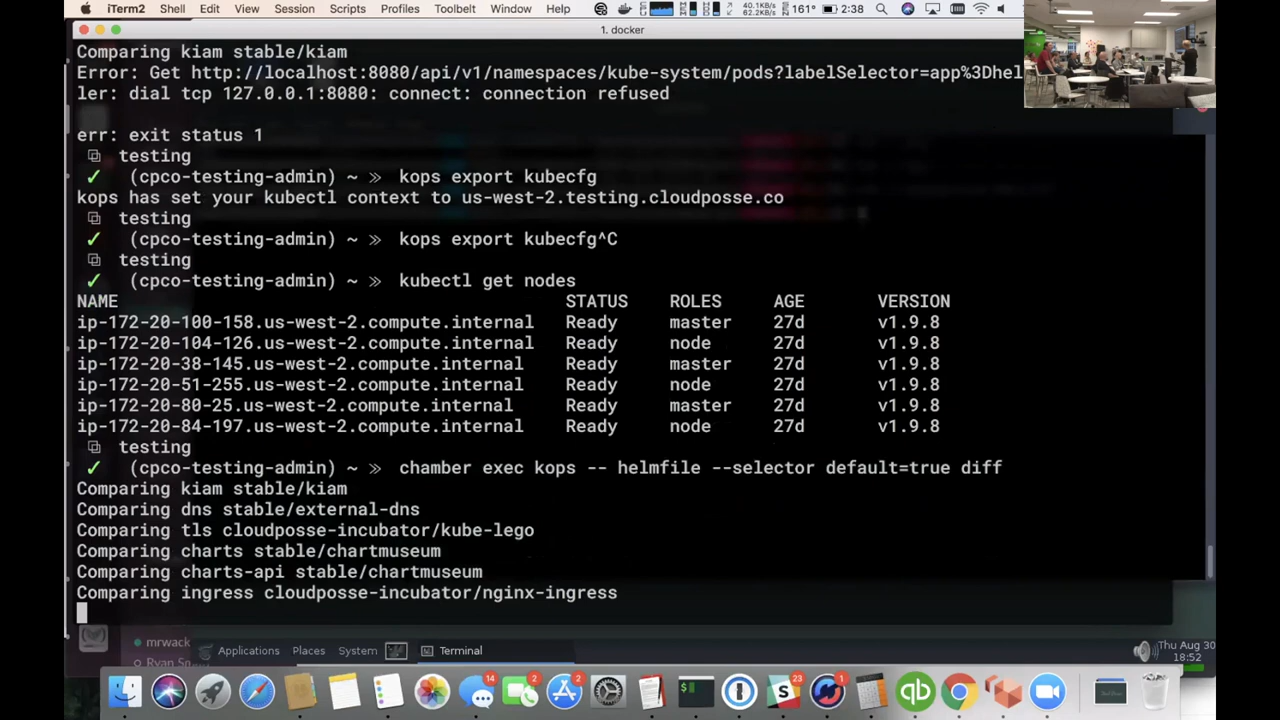 iTerm2 Shell Edit View Session Scripts Profiles Toolbelt Window Help 40.1KB/s 62.2KB/s 161° 2:38
1. docker
Comparing kiam stable/kiam
Error: Get http://localhost:8080/api/v1/namespaces/kube-system/pods?labelSelector=app%3Dhel
ler: dial tcp 127.0.0.1:8080: connect: connection refused
err: exit status 1
testing
✓ (cpco-testing-admin) ~ » kops export kubecfg
kops has set your kubectl context to us-west-2.testing.cloudposse.co
testing
✓ (cpco-testing-admin) ~ » kops export kubecfg^C
testing
✓ (cpco-testing-admin) ~ » kubectl get nodes
NAME STATUS ROLES AGE VERSION
ip-172-20-100-158.us-west-2.compute.internal Ready master 27d v1.9.8
ip-172-20-104-126.us-west-2.compute.internal Ready node 27d v1.9.8
ip-172-20-38-145.us-west-2.compute.internal Ready master 27d v1.9.8
ip-172-20-51-255.us-west-2.compute.internal Ready node 27d v1.9.8
ip-172-20-80-25.us-west-2.compute.internal Ready master 27d v1.9.8
ip-172-20-84-197.us-west-2.compute.internal Ready node 27d v1.9.8
testing
✓ (cpco-testing-admin) ~ » chamber exec kops -- helmfile --selector default=true diff
Comparing kiam stable/kiam
Comparing dns stable/external-dns
Comparing tls cloudposse-incubator/kube-lego
Comparing charts stable/chartmuseum
Comparing charts-api stable/chartmuseum
Comparing ingress cloudposse-incubator/nginx-ingress
mrwack
Applications Places System Terminal
Thu Aug 30
18:52
Ryan
14 2 2 23 1